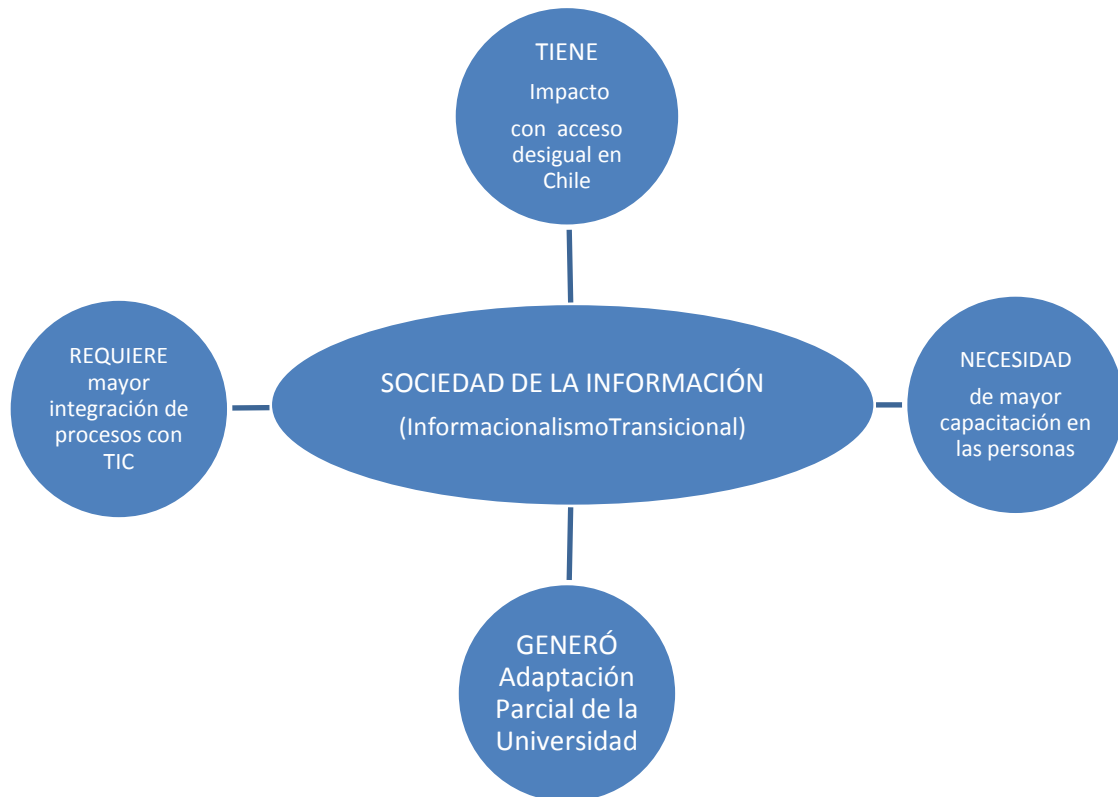 TIENE
Impacto
con acceso
desigual en
Chile
REQUIERE
mayor
integración de
procesos con
TIC
SOCIEDAD DE LA INFORMACIÓN
(InformacionalismoTransicional)
NECESIDAD
de mayor
capacitación en
las personas
GENERÓ
Adaptación
Parcial de la
Universidad